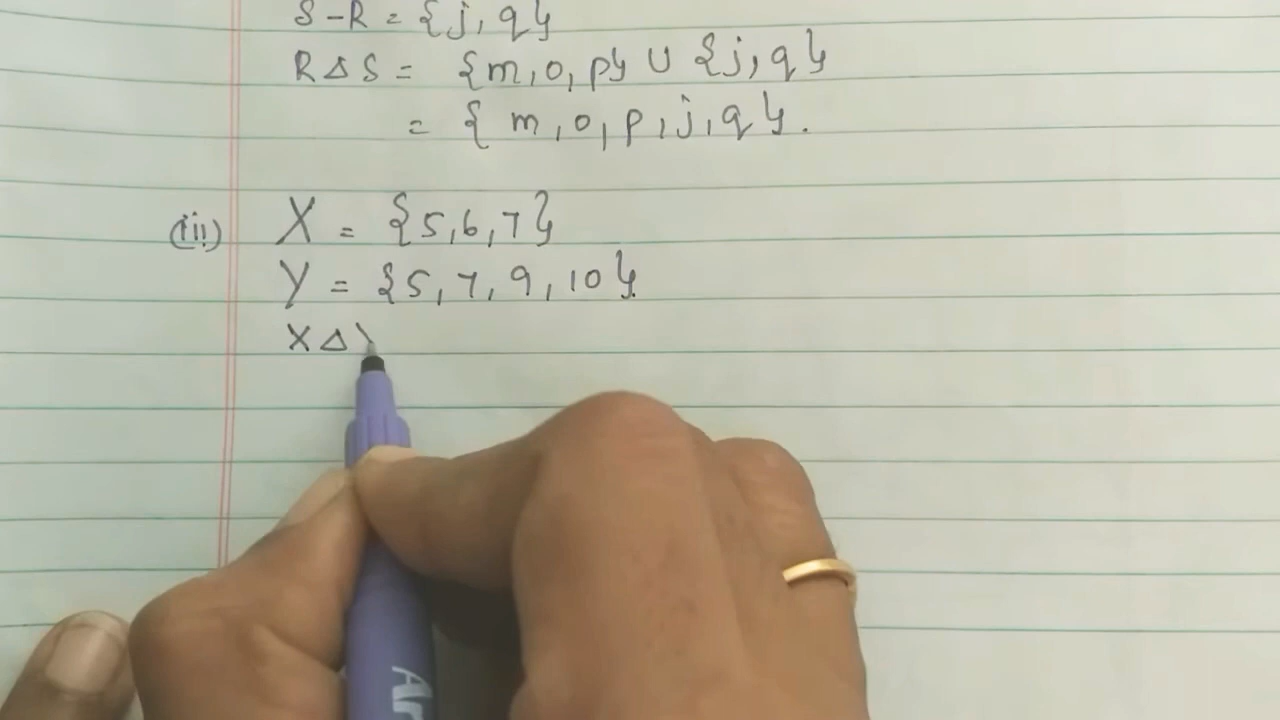 S - R = {j, q}
R Δ S = {m, o, p} ∪ {j, q}
= {m, o, p, j, q}.
(iii) X = {5, 6, 7}
Y = {5, 7, 9, 10}.
X Δ